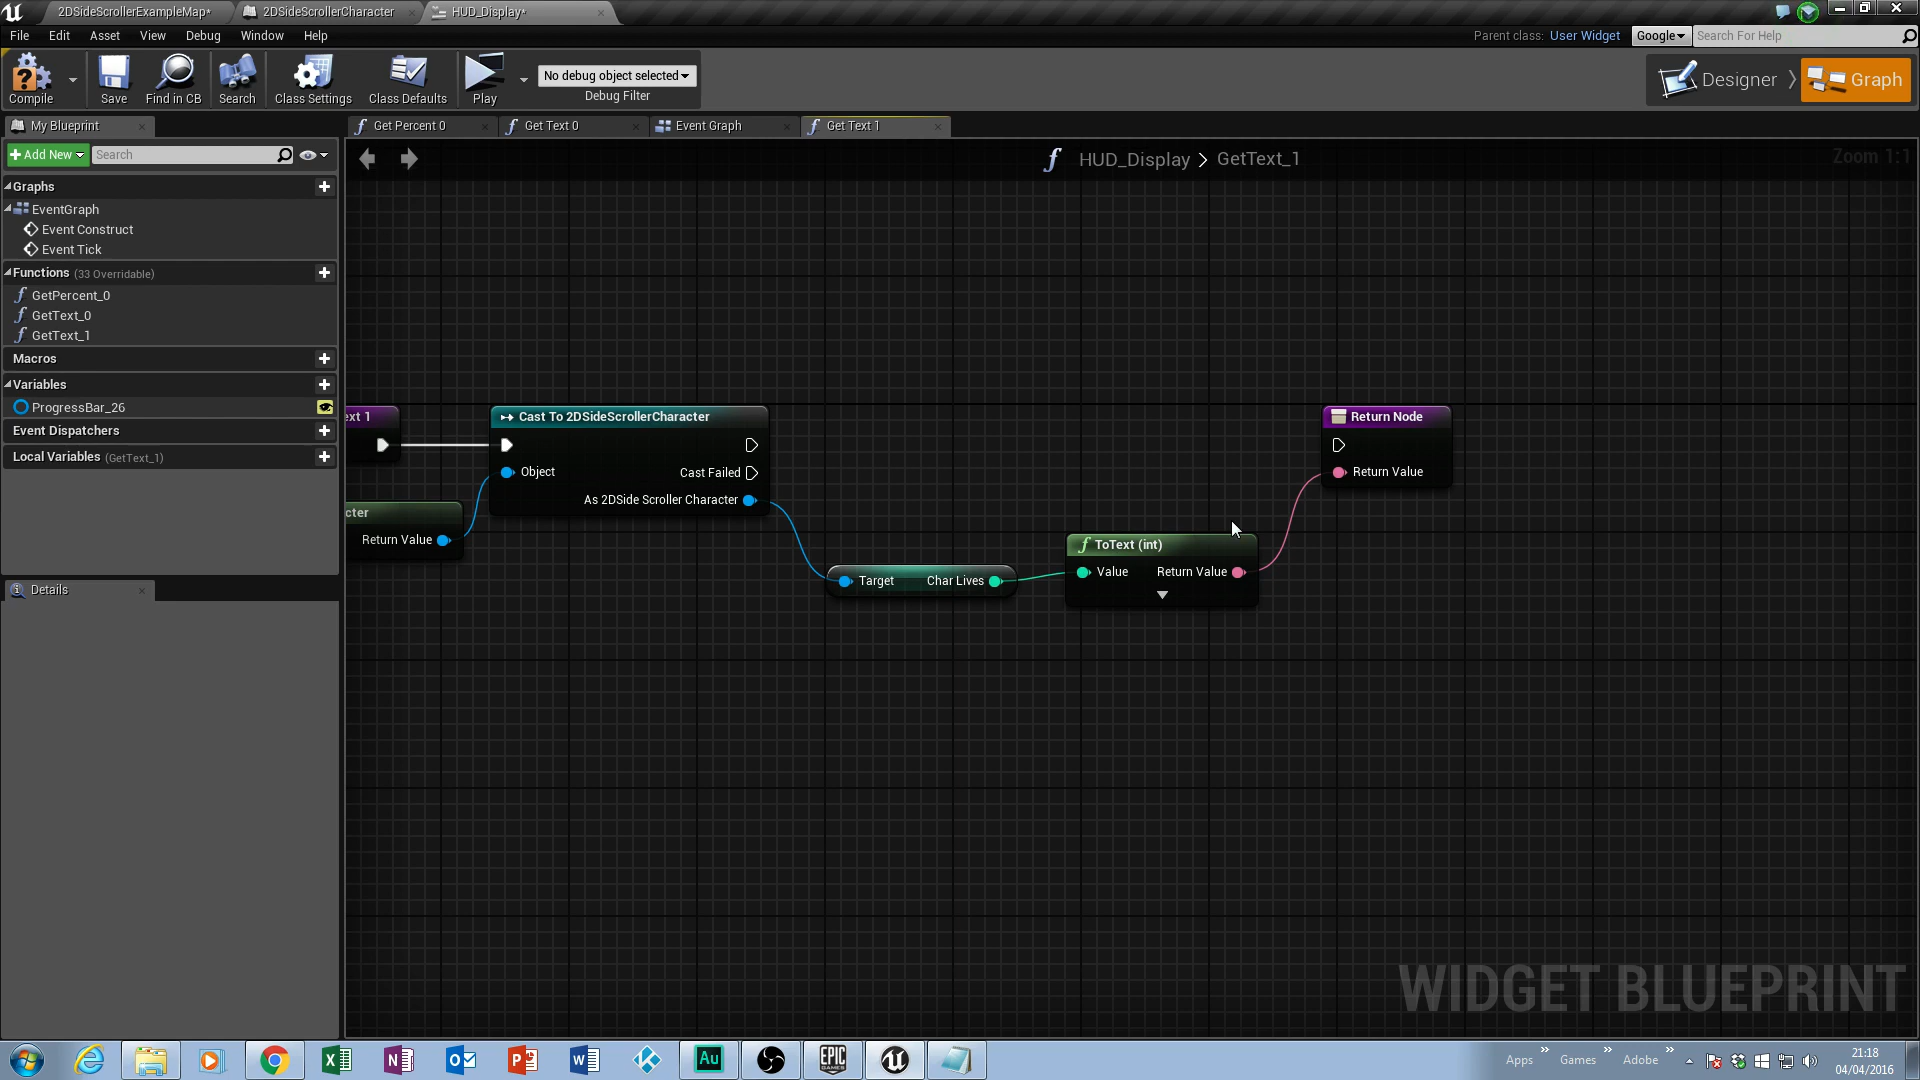 2DSideScrollerExampleMap*
2DSideScrollerCharacter
HUD_Display*
File Edit Asset View Debug Window Help
Parent class: User Widget
Google
Search For Help
Compile
Save
Find in CB
Search
Class Settings
Class Defaults
Play
No debug object selected
Debug Filter
Designer
Graph
My Blueprint
Get Percent 0
Get Text 0
Event Graph
Get Text 1
Add New
Search
HUD_Display > GetText_1
Zoom 1:1
Graphs
EventGraph
Event Construct
Event Tick
Functions (33 Overridable)
GetPercent_0
GetText_0
GetText_1
Macros
Variables
ProgressBar_26
Event Dispatchers
Local Variables (GetText_1)
Details
ext 1
cter
Return Value
Cast To 2DSideScrollerCharacter
Object
Cast Failed
As 2DSide Scroller Character
Target Char Lives
ToText (int)
Value Return Value
Return Node
Return Value
WIDGET BLUEPRINT
Au
EPIC
GAMES
Apps
Games
Adobe
21:18
04/04/2016